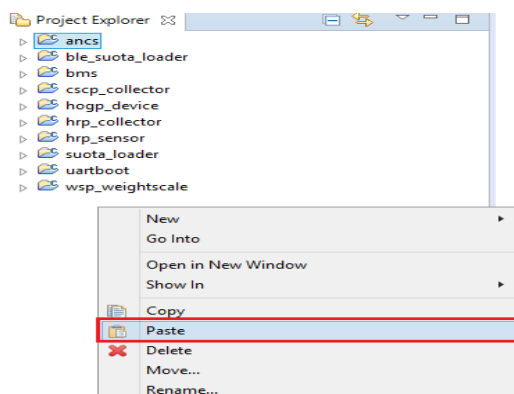 Project Explorer
ancs
ble_suota_loader
bms
cscp_collector
hogp_device
hrp_collector
hrp_sensor
suota_loader
uartboot
wsp_weightscale
New
Go Into
Open in New Window
Show In
Copy
Paste
Delete
Move...
Rename...